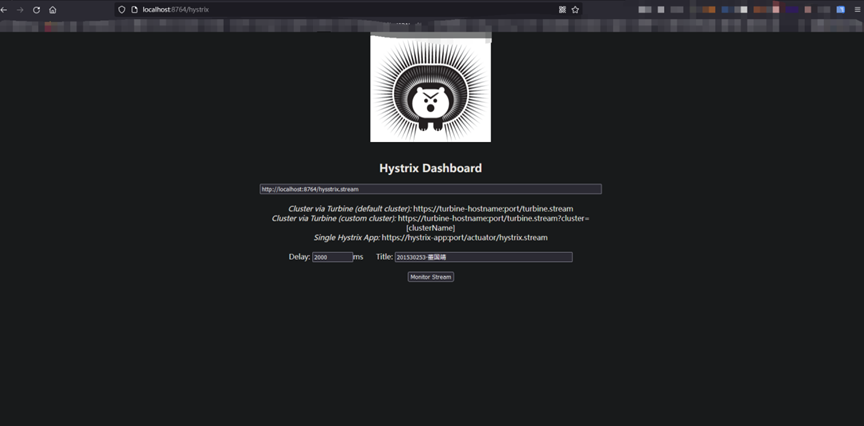 localhost:8764/hystrix
Hystrix Dashboard
http://localhost:8764/hysstrix.stream
Cluster via Turbine (default cluster): https://turbine-hostname:port/turbine.stream
Cluster via Turbine (custom cluster): https://turbine-hostname:port/turbine.stream?cluster=
[clusterName]
Single Hystrix App: https://hystrix-app:port/actuator/hystrix.stream
Delay: 2000 ms Title: 201530253-
Monitor Stream